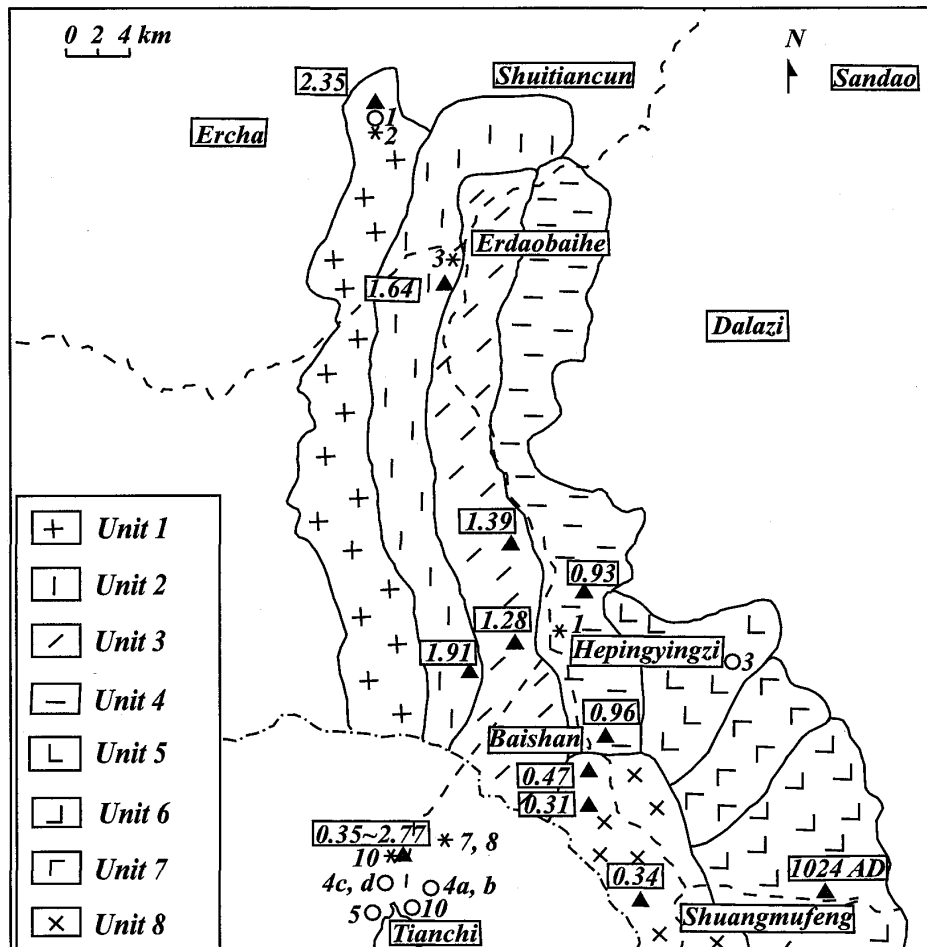 0 2 4 km
N
2.35
Shuitiancun
Sandao
1
Ercha
*2
Erdaobaihe
3*
1.64
Dalazi
1.39
Unit 1
0.93
Unit 2
*1
1.28
Hepingyingzi
3
Unit 3
1.91
Unit 4
0.96
Baishan
Unit 5
0.47
0.31
Unit 6
0.35~2.77
*7, 8
10*
Unit 7
1024 AD
4c, d
4a, b
0.34
5
10
Unit 8
Shuangmufeng
Tianchi